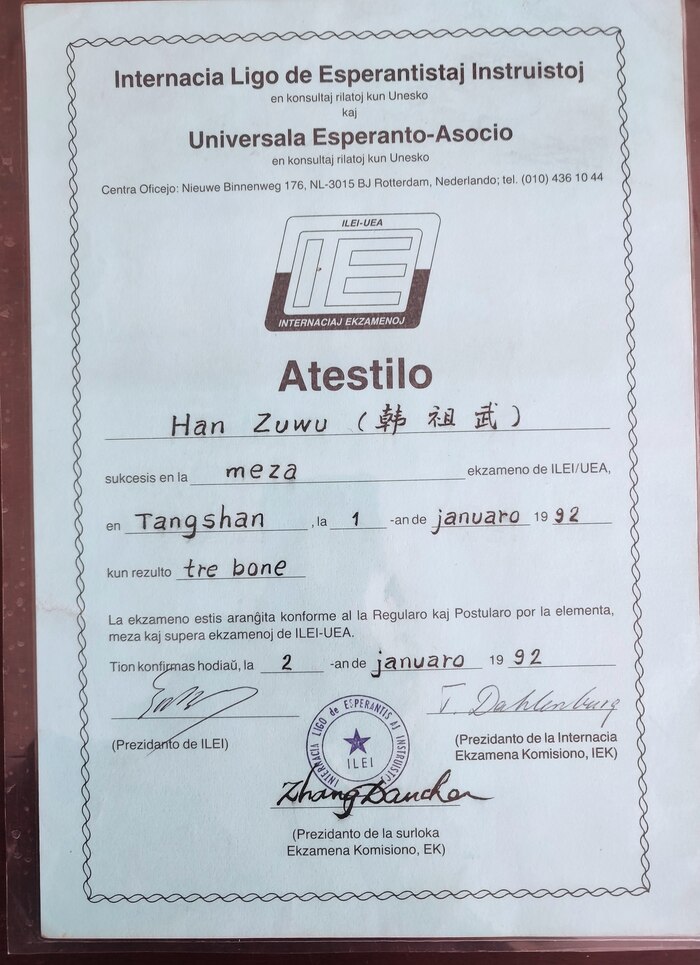 Internacia Ligo de Esperantistaj Instruistoj
en konsultaj rilatoj kun Unesko
kaj
Universala Esperanto-Asocio
en konsultaj rilatoj kun Unesko
Centra Oficejo: Nieuwe Binnenweg 176, NL-3015 BJ Rotterdam, Nederlando; tel. (010) 436 10 44
ILEI-UEA
IE
INTERNACIAJ EKZAMENOJ
Atestilo
Han Zuwu (韩祖武)
sukcesis en la meza ekzameno de ILEI/UEA,
en Tangshan, la 1 -an de januaro 19 92
kun rezulto tre bone
La ekzameno estis aranĝita konforme al la Regularo kaj Postularo por la elementa,
meza kaj supera ekzamenoj de ILEI-UEA.
Tion konfirmas hodiaŭ, la 2 -an de januaro 19 92
T. Dahlenburg
(Prezidanto de ILEI)
(Prezidanto de la Internacia
Ekzamena Komisiono, IEK)
INTERNACIA LIGO de ESPERANTISTAJ INSTRUISTOJ
ILEI
(Prezidanto de la surloka
Ekzamena Komisiono, EK)